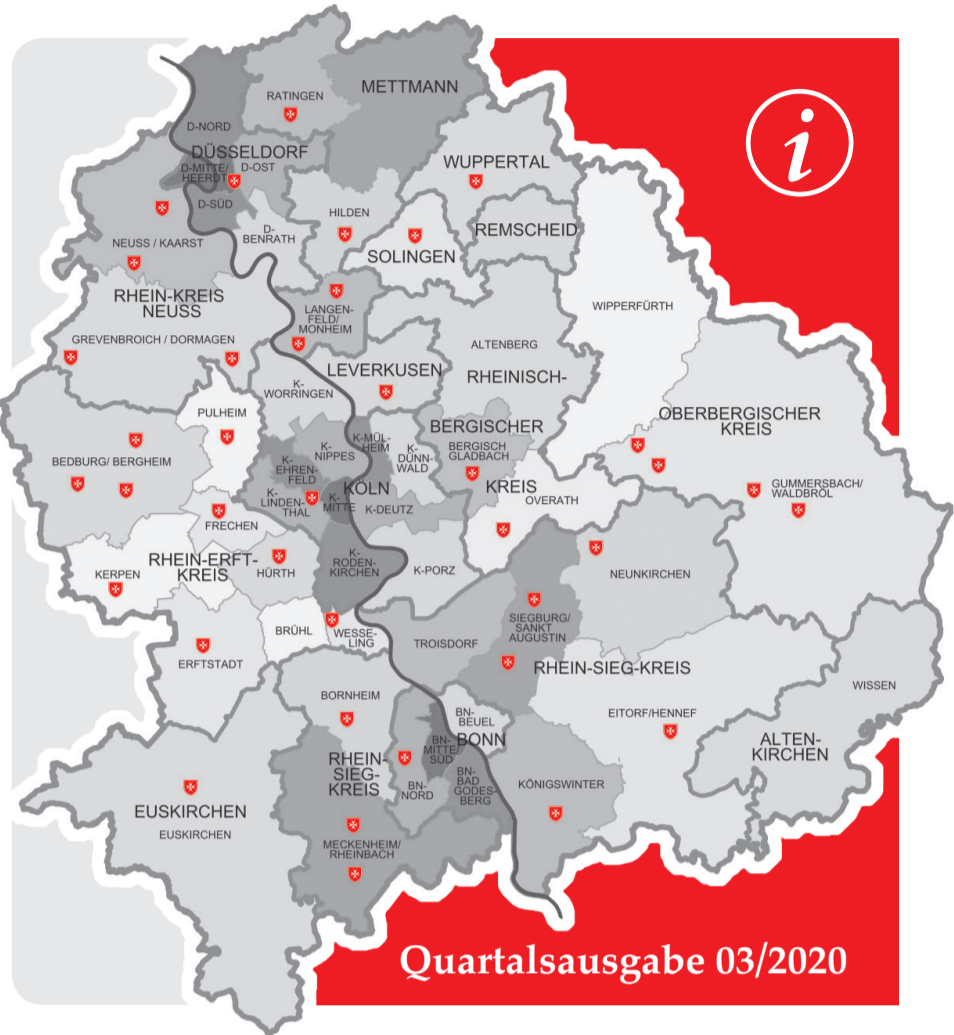 METTMANN
RATINGEN
D-NORD
DÜSSELDORF
D-MITTE/
HEERDT
D-OST
D-SÜD
WUPPERTAL
HILDEN
REMSCHEID
D-
BENRATH
NEUSS / KAARST
SOLINGEN
RHEIN-KREIS
NEUSS
LANGEN-
FELD/
MONHEIM
WIPPERFÜRTH
GREVENBROICH / DORMAGEN
ALTENBERG
LEVERKUSEN
RHEINISCH-
K-
WORRINGEN
PULHEIM
OBERBERGISCHER
KREIS
BERGISCHER
BERGISCH
GLADBACH
K-MÜL-
HEIM
K-
NIPPES
K-
DÜNN-
WALD
BEDBURG/ BERGHEIM
K-
EHREN-
FELD
KÖLN
KREIS
GUMMERSBACH/
WALDBRÖL
K-
LINDEN-
THAL
K-
MITTE
K-DEUTZ
OVERATH
FRECHEN
RHEIN-ERFT-
KREIS
HÜRTH
K-
RODEN-
KIRCHEN
K-PORZ
KERPEN
NEUNKIRCHEN
SIEGBURG/
SANKT
AUGUSTIN
BRÜHL
WESSE-
LING
TROISDORF
ERFTSTADT
RHEIN-SIEG-KREIS
WISSEN
BORNHEIM
BN-
BEUEL
EITORF/HENNEF
BONN
BN-
MITTE/
SÜD
ALTEN-
KIRCHEN
RHEIN-
SIEG-
KREIS
BN-
NORD
BN-
BAD
GODES-
BERG
KÖNIGSWINTER
EUSKIRCHEN
EUSKIRCHEN
MECKENHEIM/
RHEINBACH
i
Quartalsausgabe 03/2020